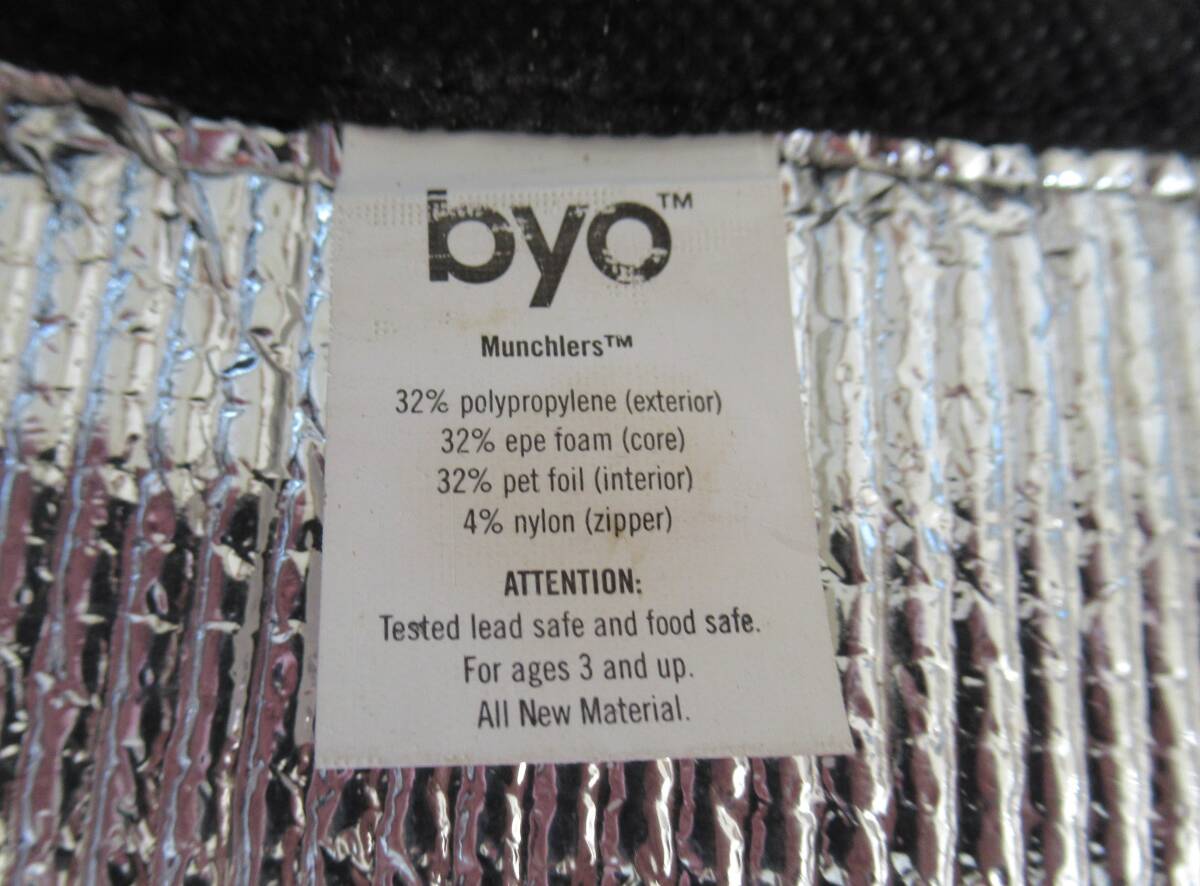 byo™
Munchlers™
32% polypropylene (exterior)
32% epe foam (core)
32% pet foil (interior)
4% nylon (zipper)
ATTENTION:
Tested lead safe and food safe.
For ages 3 and up.
All New Material.